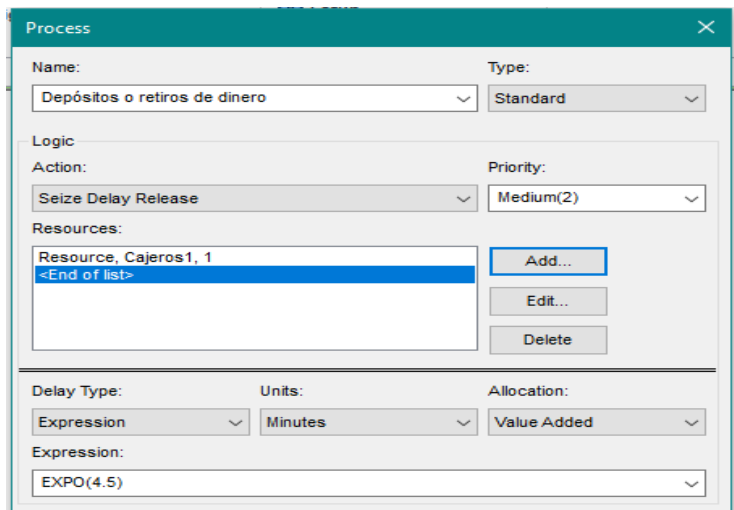 Process
Name: Type:
Depósitos o retiros de dinero Standard
Logic
Action: Priority:
Seize Delay Release Medium(2)
Resources:
Resource, Cajeros1, 1 Add...
<End of list>
Edit...
Delete
Delay Type: Units: Allocation:
Expression Minutes Value Added
Expression:
EXPO(4.5)